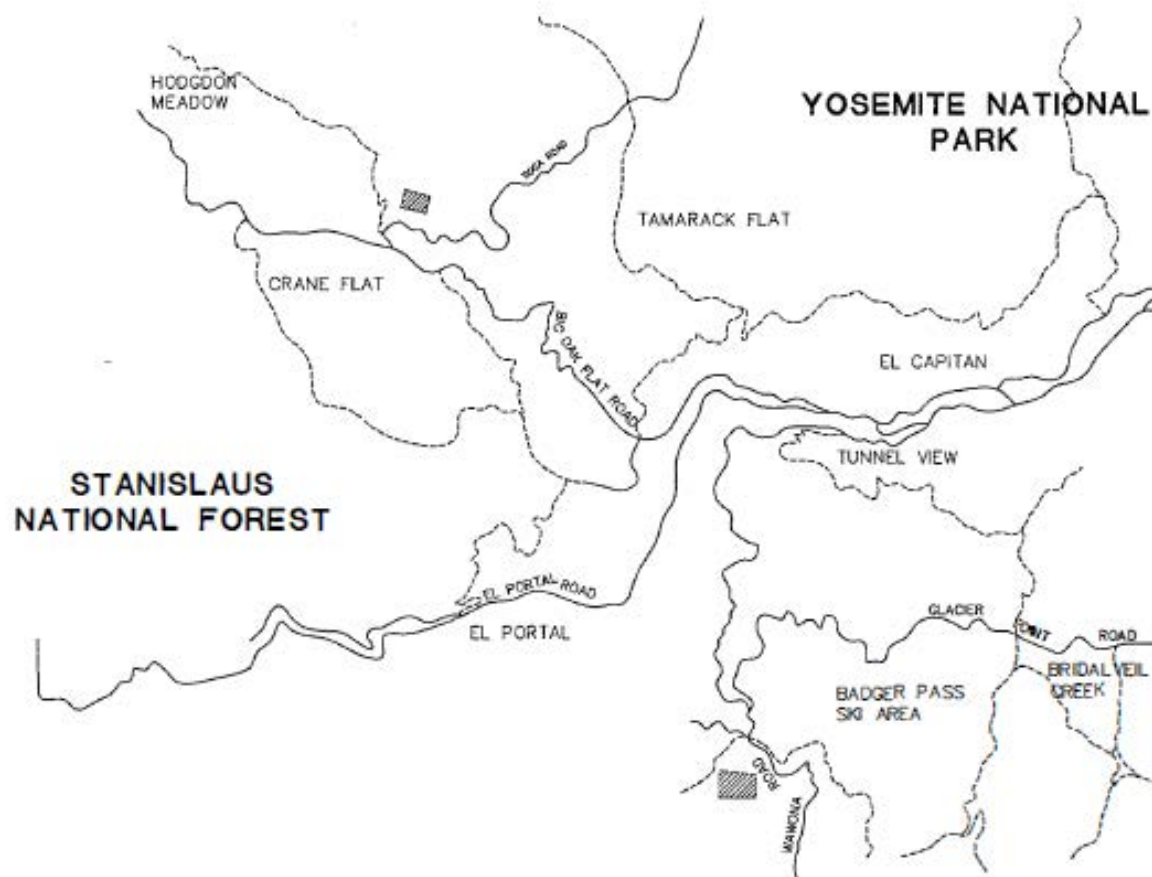 HODGDON
MEADOW
YOSEMITE NATIONAL
PARK
TIOGA ROAD
TAMARACK FLAT
CRANE FLAT
BIG OAK FLAT ROAD
EL CAPITAN
TUNNEL VIEW
STANISLAUS
NATIONAL FOREST
EL PORTAL ROAD
EL PORTAL
GLACIER POINT ROAD
BRIDALVEIL
CREEK
BADGER PASS
SKI AREA
WAWONA ROAD